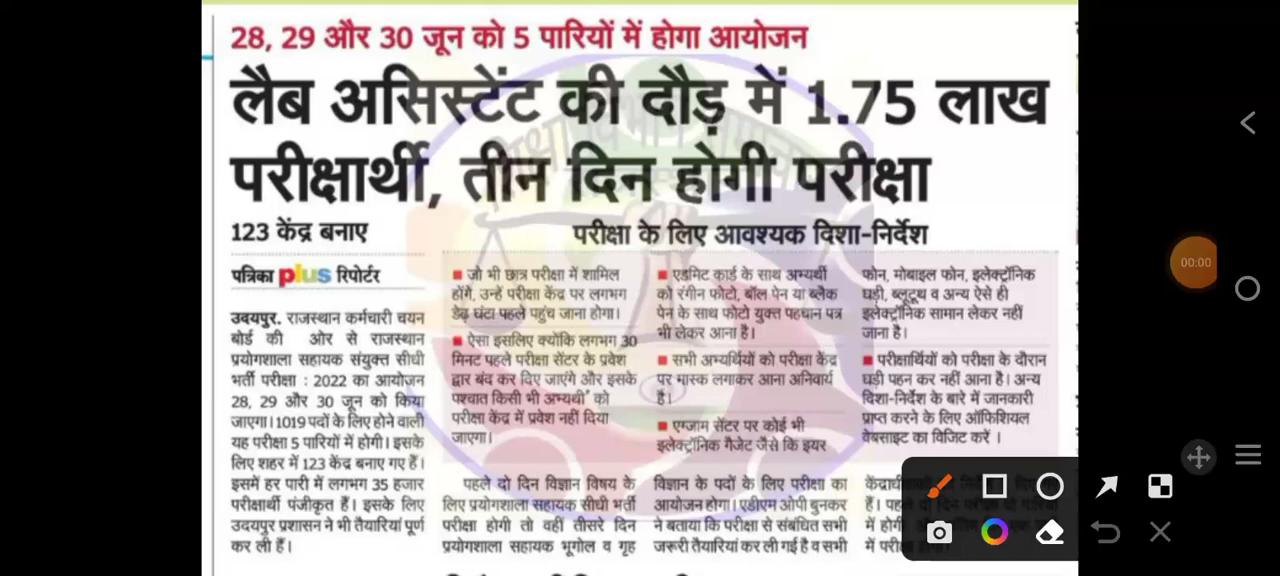 28, 29 और 30 जून को 5 पारियों में होगा आयोजन
लैब असिस्टेंट की दौड़ में 1.75 लाख
परीक्षार्थी, तीन दिन होगी परीक्षा
123 केंद्र बनाए
पत्रिका plus रिपोर्टर
उदयपुर. राजस्थान कर्मचारी चयन
बोर्ड की ओर से राजस्थान
प्रयोगशाला सहायक संयुक्त सीधी
भर्ती परीक्षा : 2022 का आयोजन
28, 29 और 30 जून को किया
जाएगा। 1019 पदों के लिए होने वाली
यह परीक्षा 5 पारियों में होगी। इसके
लिए शहर में 123 केंद्र बनाए गए हैं।
इसमें हर पारी में लगभग 35 हजार
परीक्षार्थी पंजीकृत हैं। इसके लिए
उदयपुर प्रशासन ने भी तैयारियां पूर्ण
कर ली हैं।
परीक्षा के लिए आवश्यक दिशा-निर्देश
■ जो भी छात्र परीक्षा में शामिल
होंगे, उन्हें परीक्षा केंद्र पर लगभग
डेढ़ घंटा पहले पहुंच जाना होगा।
■ ऐसा इसलिए क्योंकि लगभग 30
मिनट पहले परीक्षा सेंटर के प्रवेश
द्वार बंद कर दिए जाएंगे और इसके
पश्चात किसी भी अभ्यर्थी को
परीक्षा केंद्र में प्रवेश नहीं दिया
जाएगा।
■ एडमिट कार्ड के साथ अभ्यर्थी
को रंगीन फोटो, बॉल पेन या ब्लैक
पेन के साथ फोटो युक्त पहचान पत्र
भी लेकर आना है।
■ सभी अभ्यर्थियों को परीक्षा केंद्र
पर मास्क लगाकर आना अनिवार्य
है।
■ एग्जाम सेंटर पर कोई भी
इलेक्ट्रॉनिक गैजेट जैसे कि इयर
फोन, मोबाइल फोन, इलेक्ट्रॉनिक
घड़ी, ब्लूटूथ व अन्य ऐसे ही
इलेक्ट्रॉनिक सामान लेकर नहीं
जाना है।
■ परीक्षार्थियों को परीक्षा के दौरान
घड़ी पहन कर नहीं आना है। अन्य
दिशा-निर्देश के बारे में जानकारी
प्राप्त करने के लिए ऑफिशियल
वेबसाइट का विजिट करें ।
पहले दो दिन विज्ञान विषय के
लिए प्रयोगशाला सहायक सीधी भर्ती
परीक्षा होगी तो वहीं तीसरे दिन
प्रयोगशाला सहायक भूगोल व गृह
विज्ञान के पदों के लिए परीक्षा का
आयोजन होगा। एडीएम ओपी बुनकर
ने बताया कि परीक्षा से संबंधित सभी
जरूरी तैयारियां कर ली गई है व सभी
हैं। पहले
में होगी
में परीक्षा
00:00